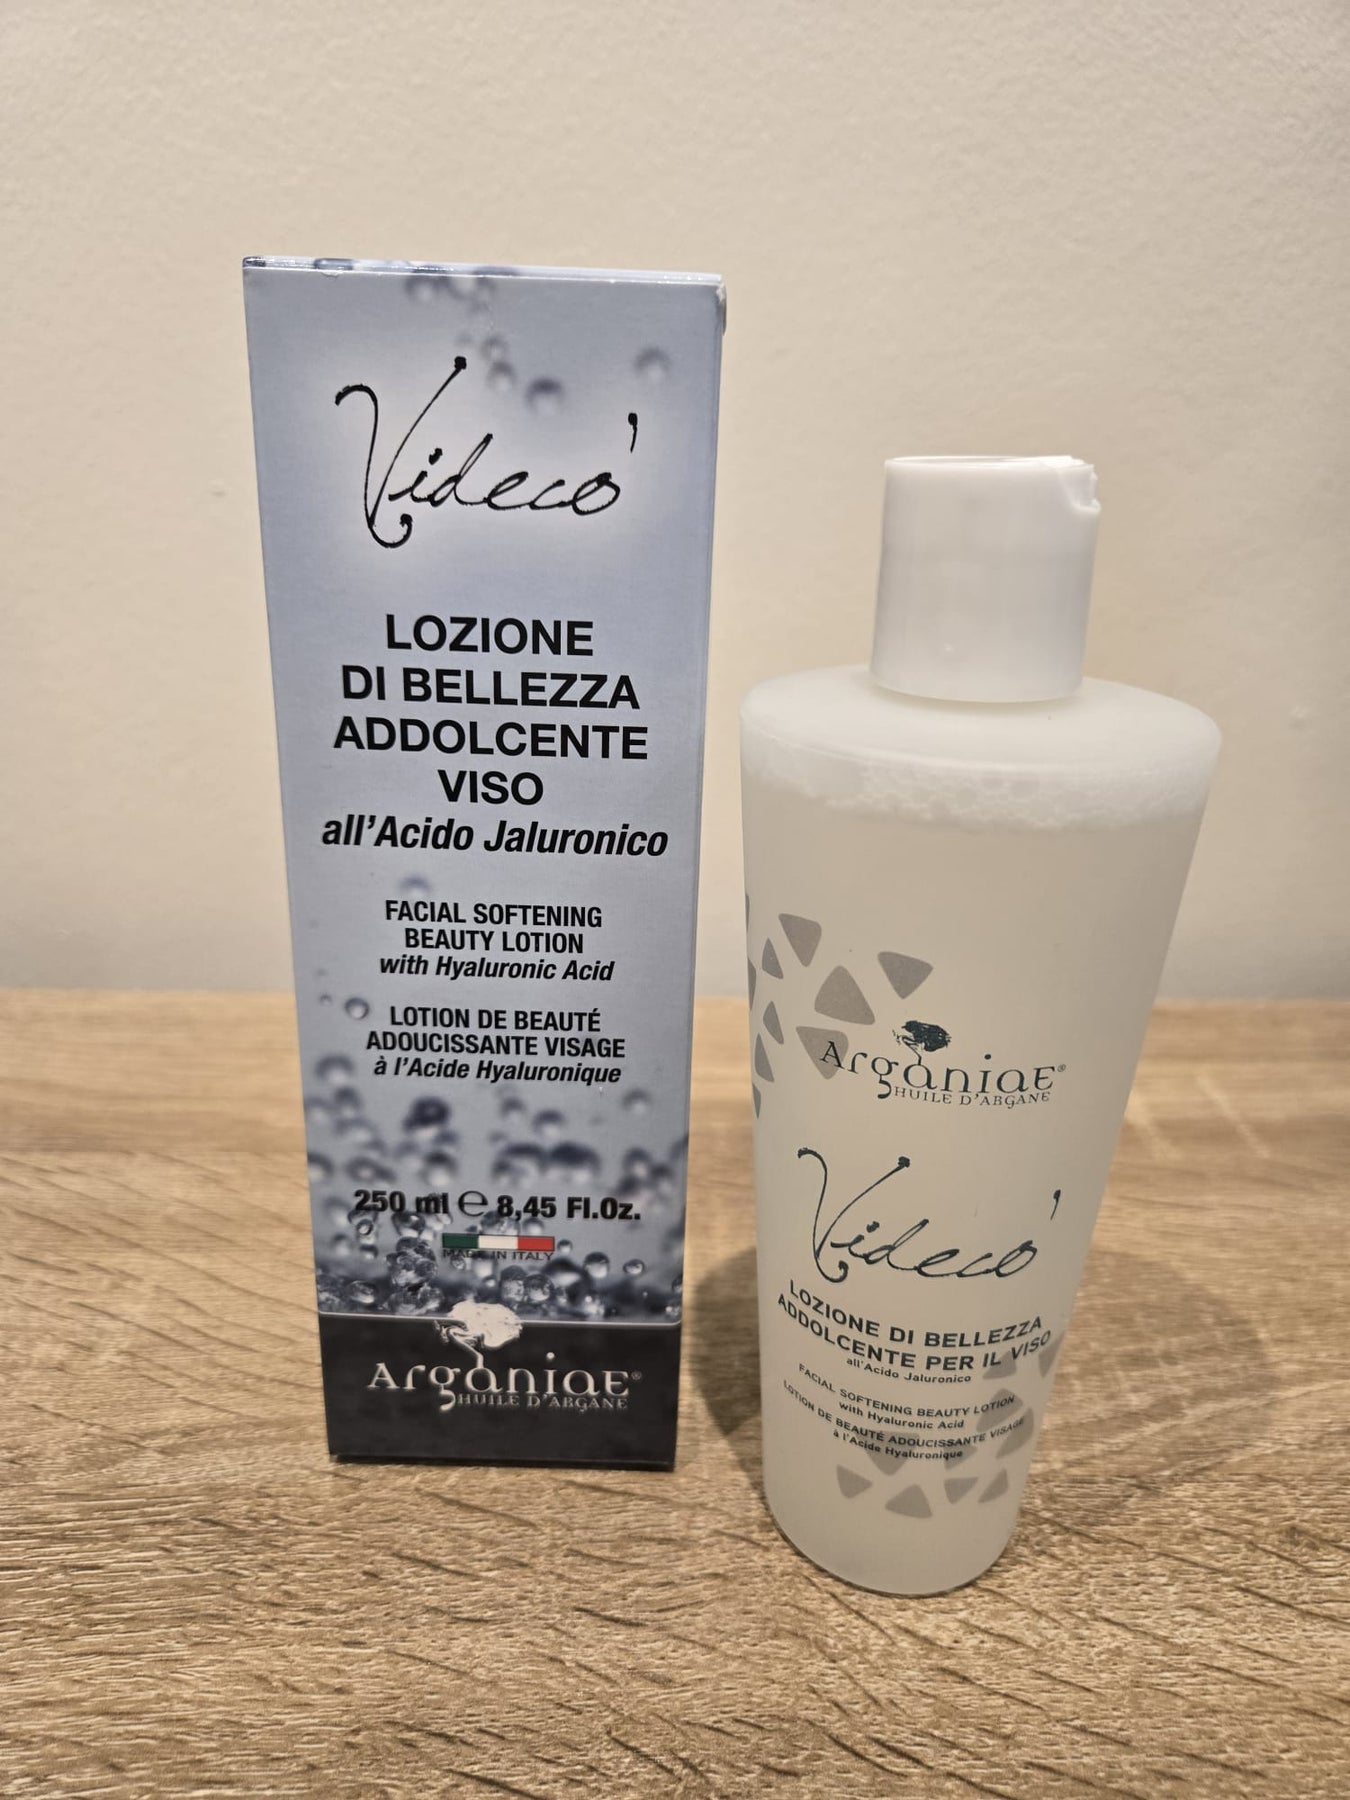 Videco'
LOZIONE
DI BELLEZZA
ADDOLCENTE
VISO
all'Acido Jaluronico
FACIAL SOFTENING
BEAUTY LOTION
with Hyaluronic Acid
LOTION DE BEAUTÉ
ADOUCISSANTE VISAGE
à l'Acide Hyaluronique
250 ml ℮ 8,45 Fl.Oz.
MADE IN ITALY
ArganiaE®
HUILE D'ARGANE
ArganiaE®
HUILE D'ARGANE
Videco'
LOZIONE DI BELLEZZA
ADDOLCENTE PER IL VISO
all'Acido Jaluronico
FACIAL SOFTENING BEAUTY LOTION
with Hyaluronic Acid
LOTION DE BEAUTÉ ADOUCISSANTE VISAGE
à l'Acide Hyaluronique